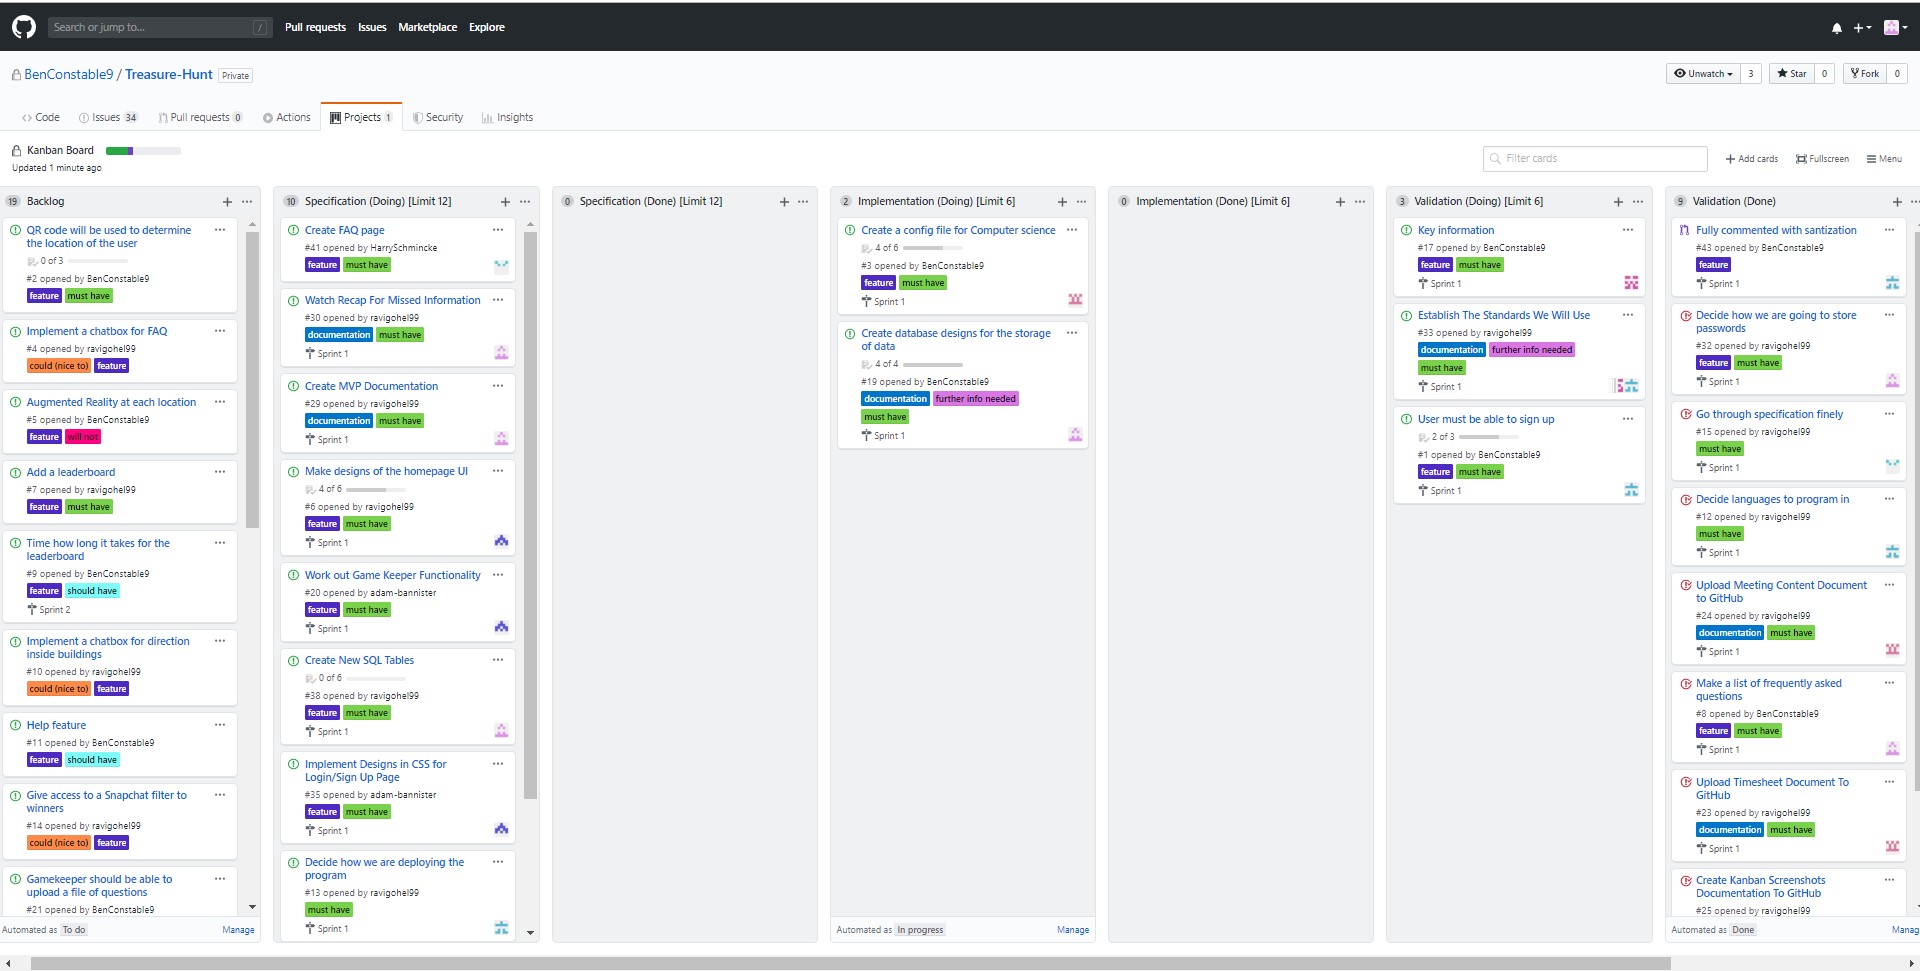 Search or jump to... /
Pull requests Issues Marketplace Explore
BenConstable9 / Treasure-Hunt Private
Unwatch 3 Star 0 Fork 0
Code Issues 34 Pull requests 0 Actions Projects 1 Security Insights
Kanban Board
Updated 1 minute ago
Filter cards
Add cards Fullscreen Menu
19 Backlog
QR code will be used to determine
the location of the user
0 of 3
#2 opened by BenConstable9
feature must have
Implement a chatbox for FAQ
#4 opened by ravigohel99
could (nice to) feature
Augmented Reality at each location
#5 opened by BenConstable9
feature will not
Add a leaderboard
#7 opened by ravigohel99
feature must have
Time how long it takes for the
leaderboard
#9 opened by BenConstable9
feature should have
Sprint 2
Implement a chatbox for direction
inside buildings
#10 opened by ravigohel99
could (nice to) feature
Help feature
#11 opened by BenConstable9
feature should have
Give access to a Snapchat filter to
winners
#14 opened by ravigohel99
could (nice to) feature
Gamekeeper should be able to
upload a file of questions
#21 opened by BenConstable9
Automated as To do Manage
10 Specification (Doing) [Limit 12]
Create FAQ page
#41 opened by HarrySchmincke
feature must have
Watch Recap For Missed Information
#30 opened by ravigohel99
documentation must have
Sprint 1
Create MVP Documentation
#29 opened by ravigohel99
documentation must have
Sprint 1
Make designs of the homepage UI
4 of 6
#6 opened by ravigohel99
feature must have
Sprint 1
Work out Game Keeper Functionality
#20 opened by adam-bannister
feature must have
Sprint 1
Create New SQL Tables
0 of 6
#38 opened by ravigohel99
feature must have
Sprint 1
Implement Designs in CSS for
Login/Sign Up Page
#35 opened by adam-bannister
feature must have
Sprint 1
Decide how we are deploying the
program
#13 opened by ravigohel99
must have
Sprint 1
0 Specification (Done) [Limit 12]
2 Implementation (Doing) [Limit 6]
Create a config file for Computer science
4 of 6
#3 opened by BenConstable9
feature must have
Sprint 1
Create database designs for the storage
of data
4 of 4
#19 opened by BenConstable9
documentation further info needed
must have
Sprint 1
Automated as In progress Manage
0 Implementation (Done) [Limit 6]
3 Validation (Doing) [Limit 6]
Key information
#17 opened by BenConstable9
feature must have
Sprint 1
Establish The Standards We Will Use
#33 opened by ravigohel99
documentation further info needed
must have
Sprint 1
User must be able to sign up
2 of 3
#1 opened by BenConstable9
feature must have
Sprint 1
9 Validation (Done)
Fully commented with santization
#43 opened by BenConstable9
feature
Sprint 1
Decide how we are going to store
passwords
#32 opened by ravigohel99
feature must have
Sprint 1
Go through specification finely
#15 opened by ravigohel99
must have
Sprint 1
Decide languages to program in
#12 opened by ravigohel99
must have
Sprint 1
Upload Meeting Content Document
to GitHub
#24 opened by ravigohel99
documentation must have
Sprint 1
Make a list of frequently asked
questions
#8 opened by BenConstable9
feature must have
Sprint 1
Upload Timesheet Document To
GitHub
#23 opened by ravigohel99
documentation must have
Sprint 1
Create Kanban Screenshots
Documentation To GitHub
#25 opened by ravigohel99
Automated as Done Manag